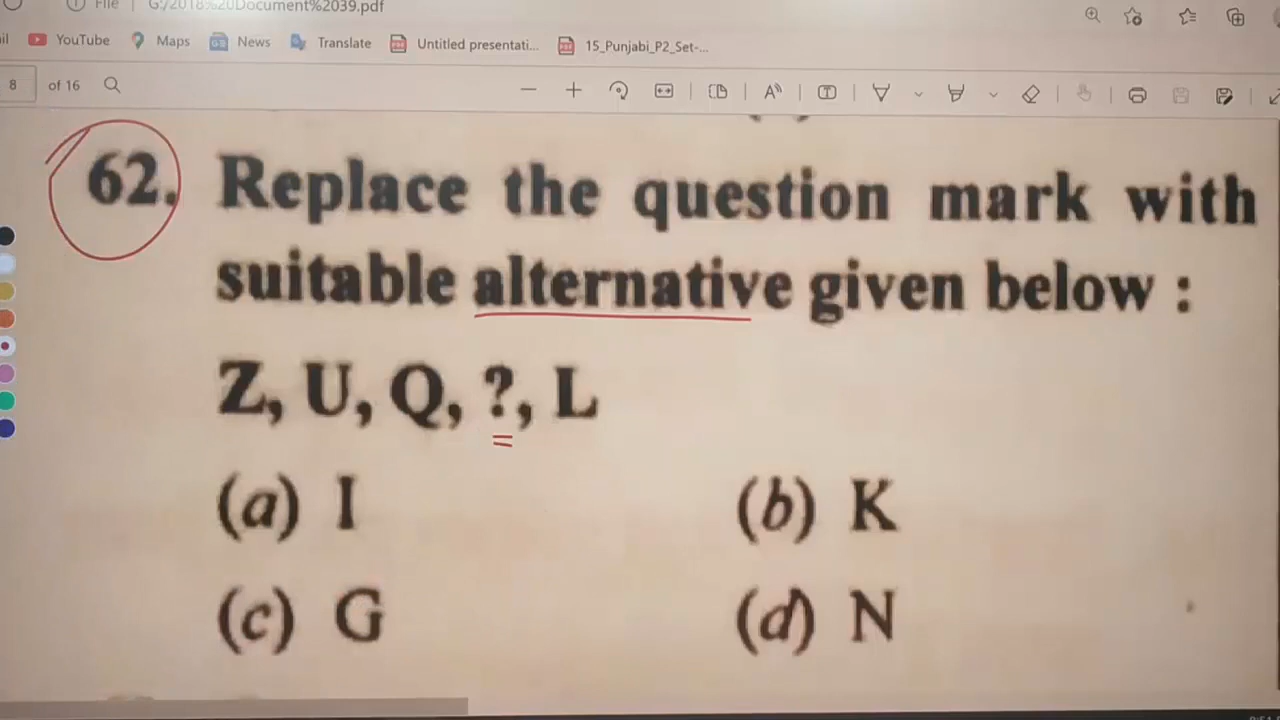 File | G:/2018%20Document%2039.pdf
YouTube Maps News Translate Untitled presentati... 15_Punjabi_P2_Set-...
8 of 16
62. Replace the question mark with
suitable alternative given below :
Z, U, Q, ?, L
(a) I (b) K
(c) G (d) N